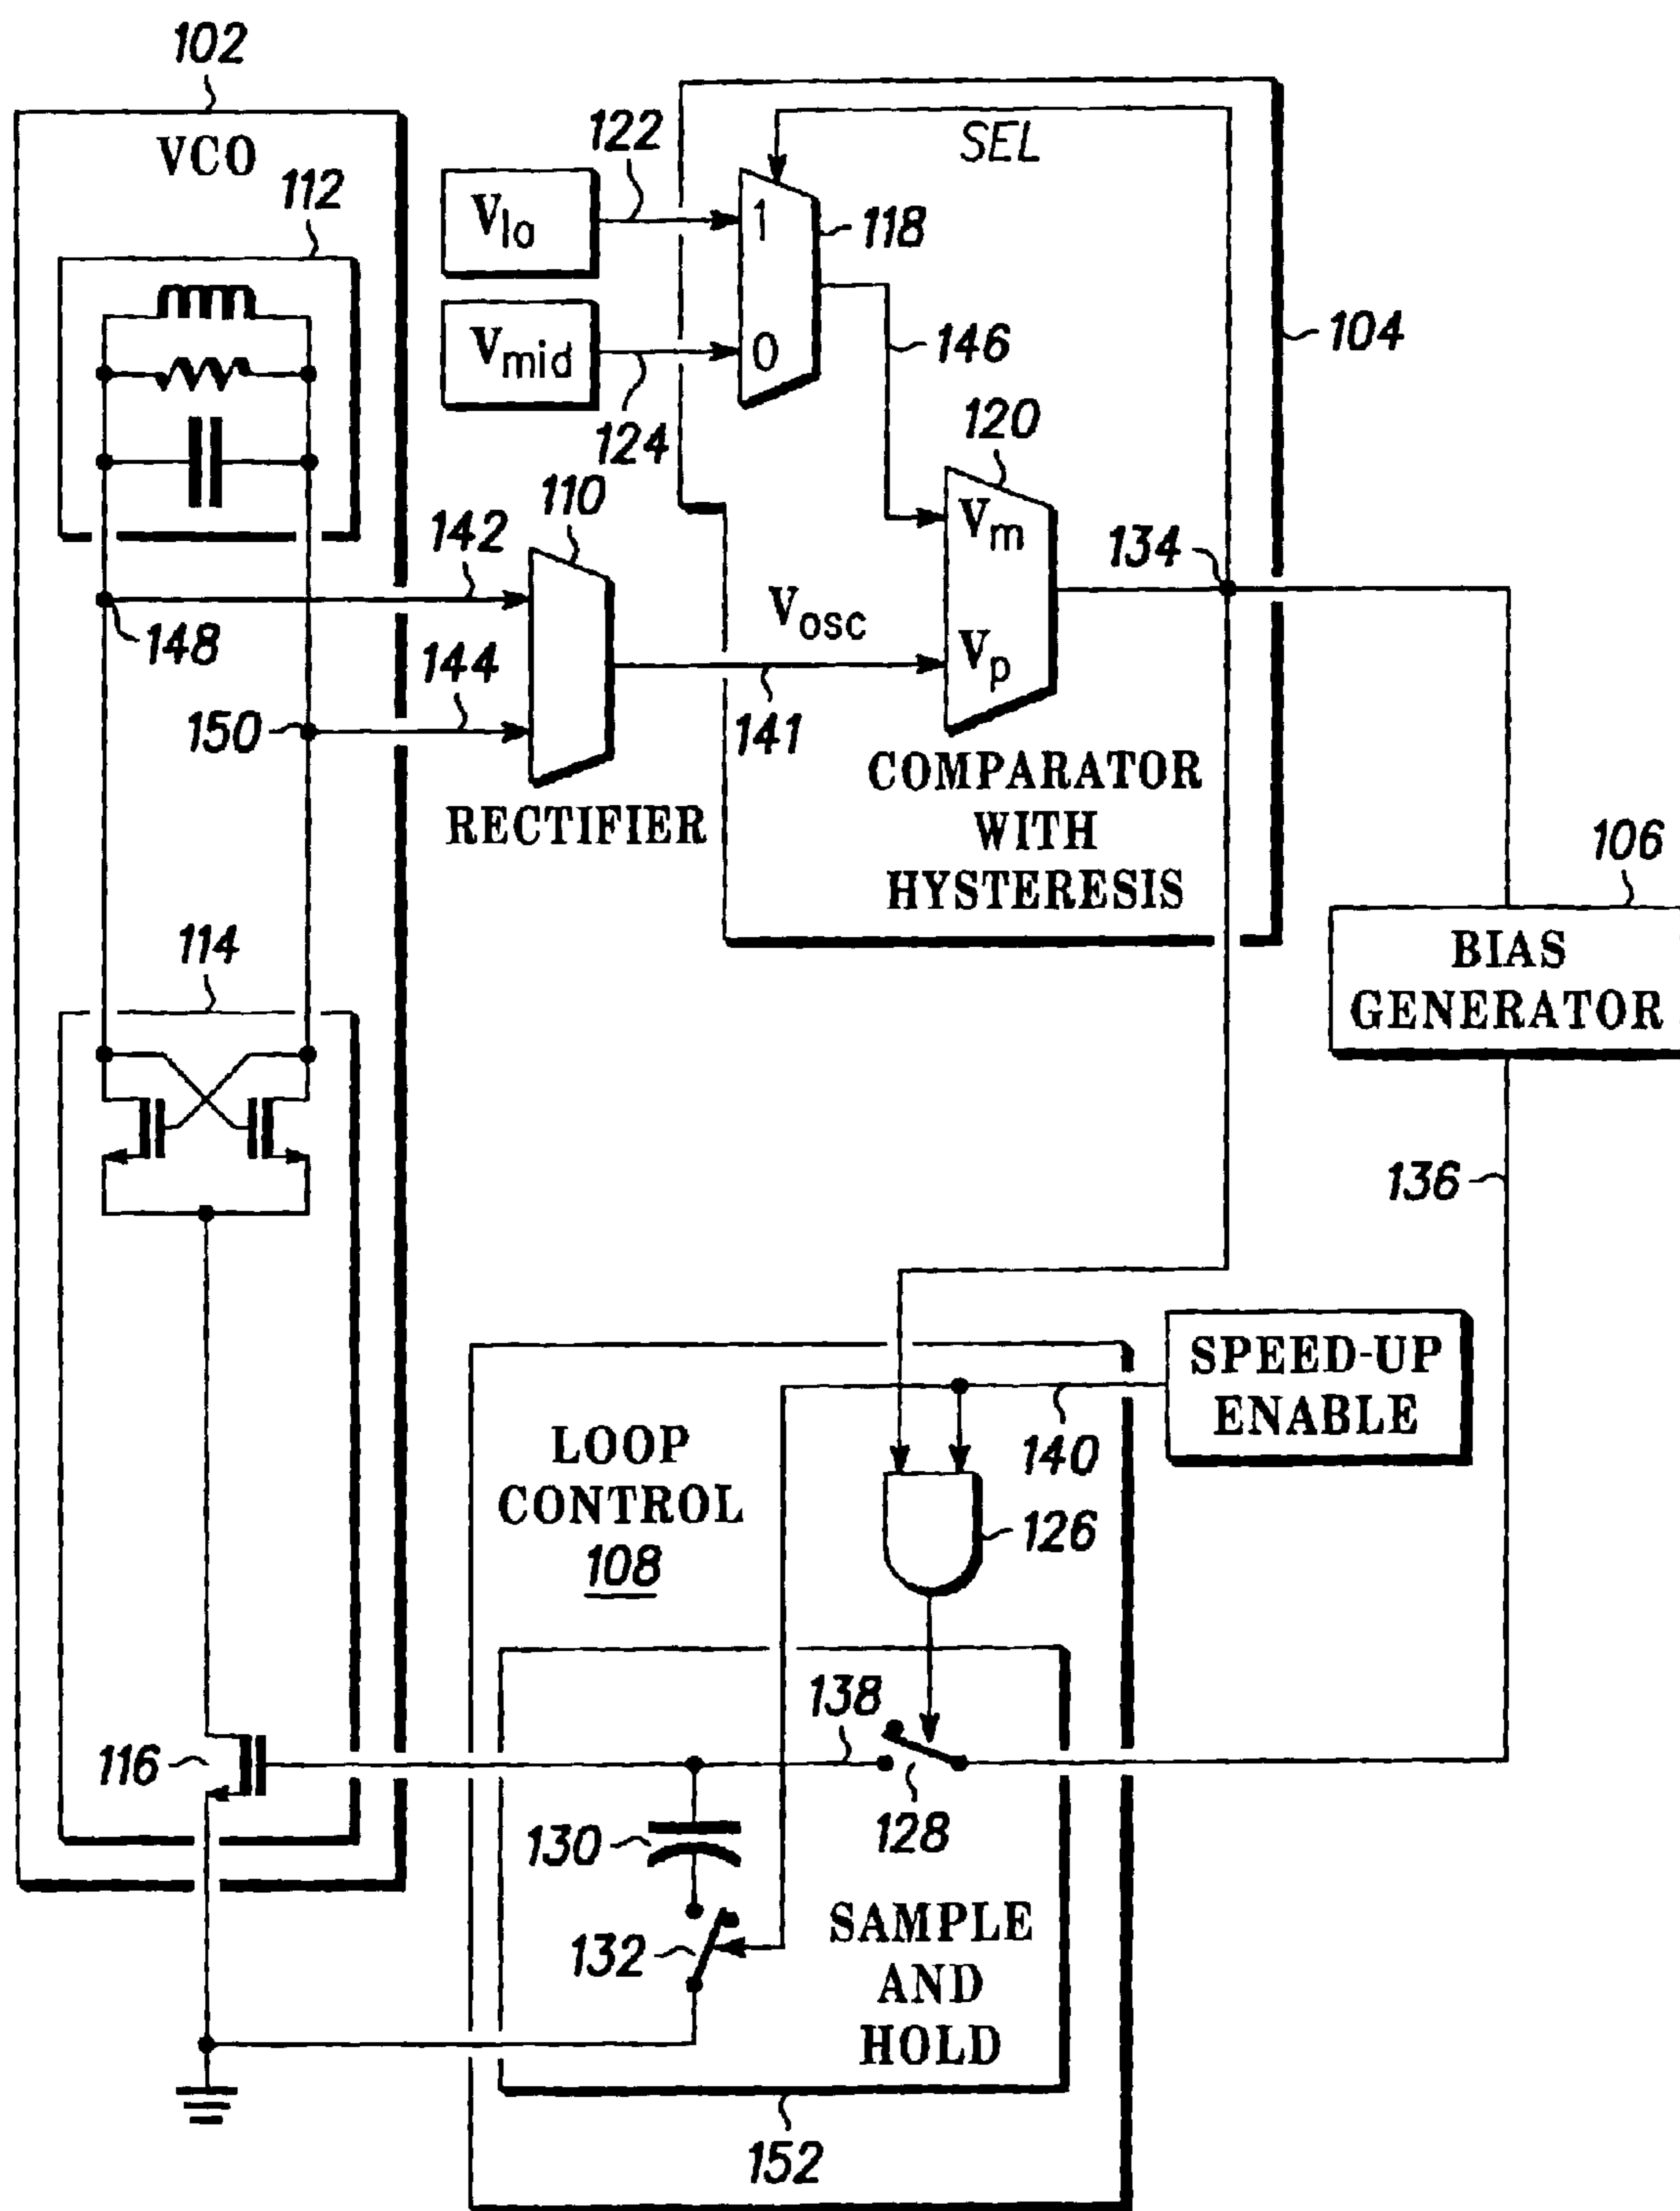 102
VCO
112
122
SEL
Vlo
1
118
Vmid
0
104
146
124
120
110
Vm
142
134
148
Vosc
Vp
144
150
141
COMPARATOR
WITH
HYSTERESIS
RECTIFIER
106
BIAS
GENERATOR
114
136
SPEED-UP
ENABLE
LOOP
CONTROL
108
140
126
138
116
128
130
132
SAMPLE
AND
HOLD
152